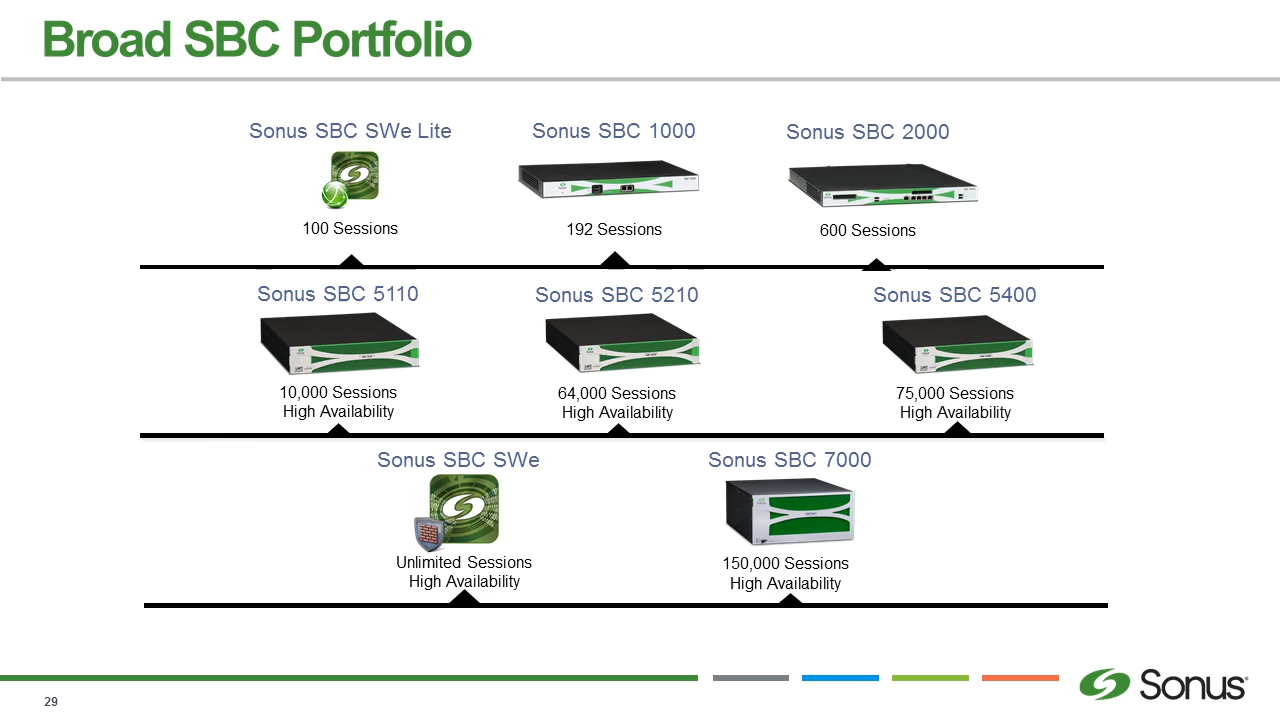 Broad SBC Portfolio
Sonus SBC SWe Lite
Sonus SBC 1000
Sonus SBC 2000
100 Sessions
192 Sessions
600 Sessions
Sonus SBC 5110
Sonus SBC 5210
Sonus SBC 5400
10,000 Sessions
High Availability
64,000 Sessions
High Availability
75,000 Sessions
High Availability
Sonus SBC SWe
Sonus SBC 7000
Unlimited Sessions
High Availability
150,000 Sessions
High Availability
29
Sonus